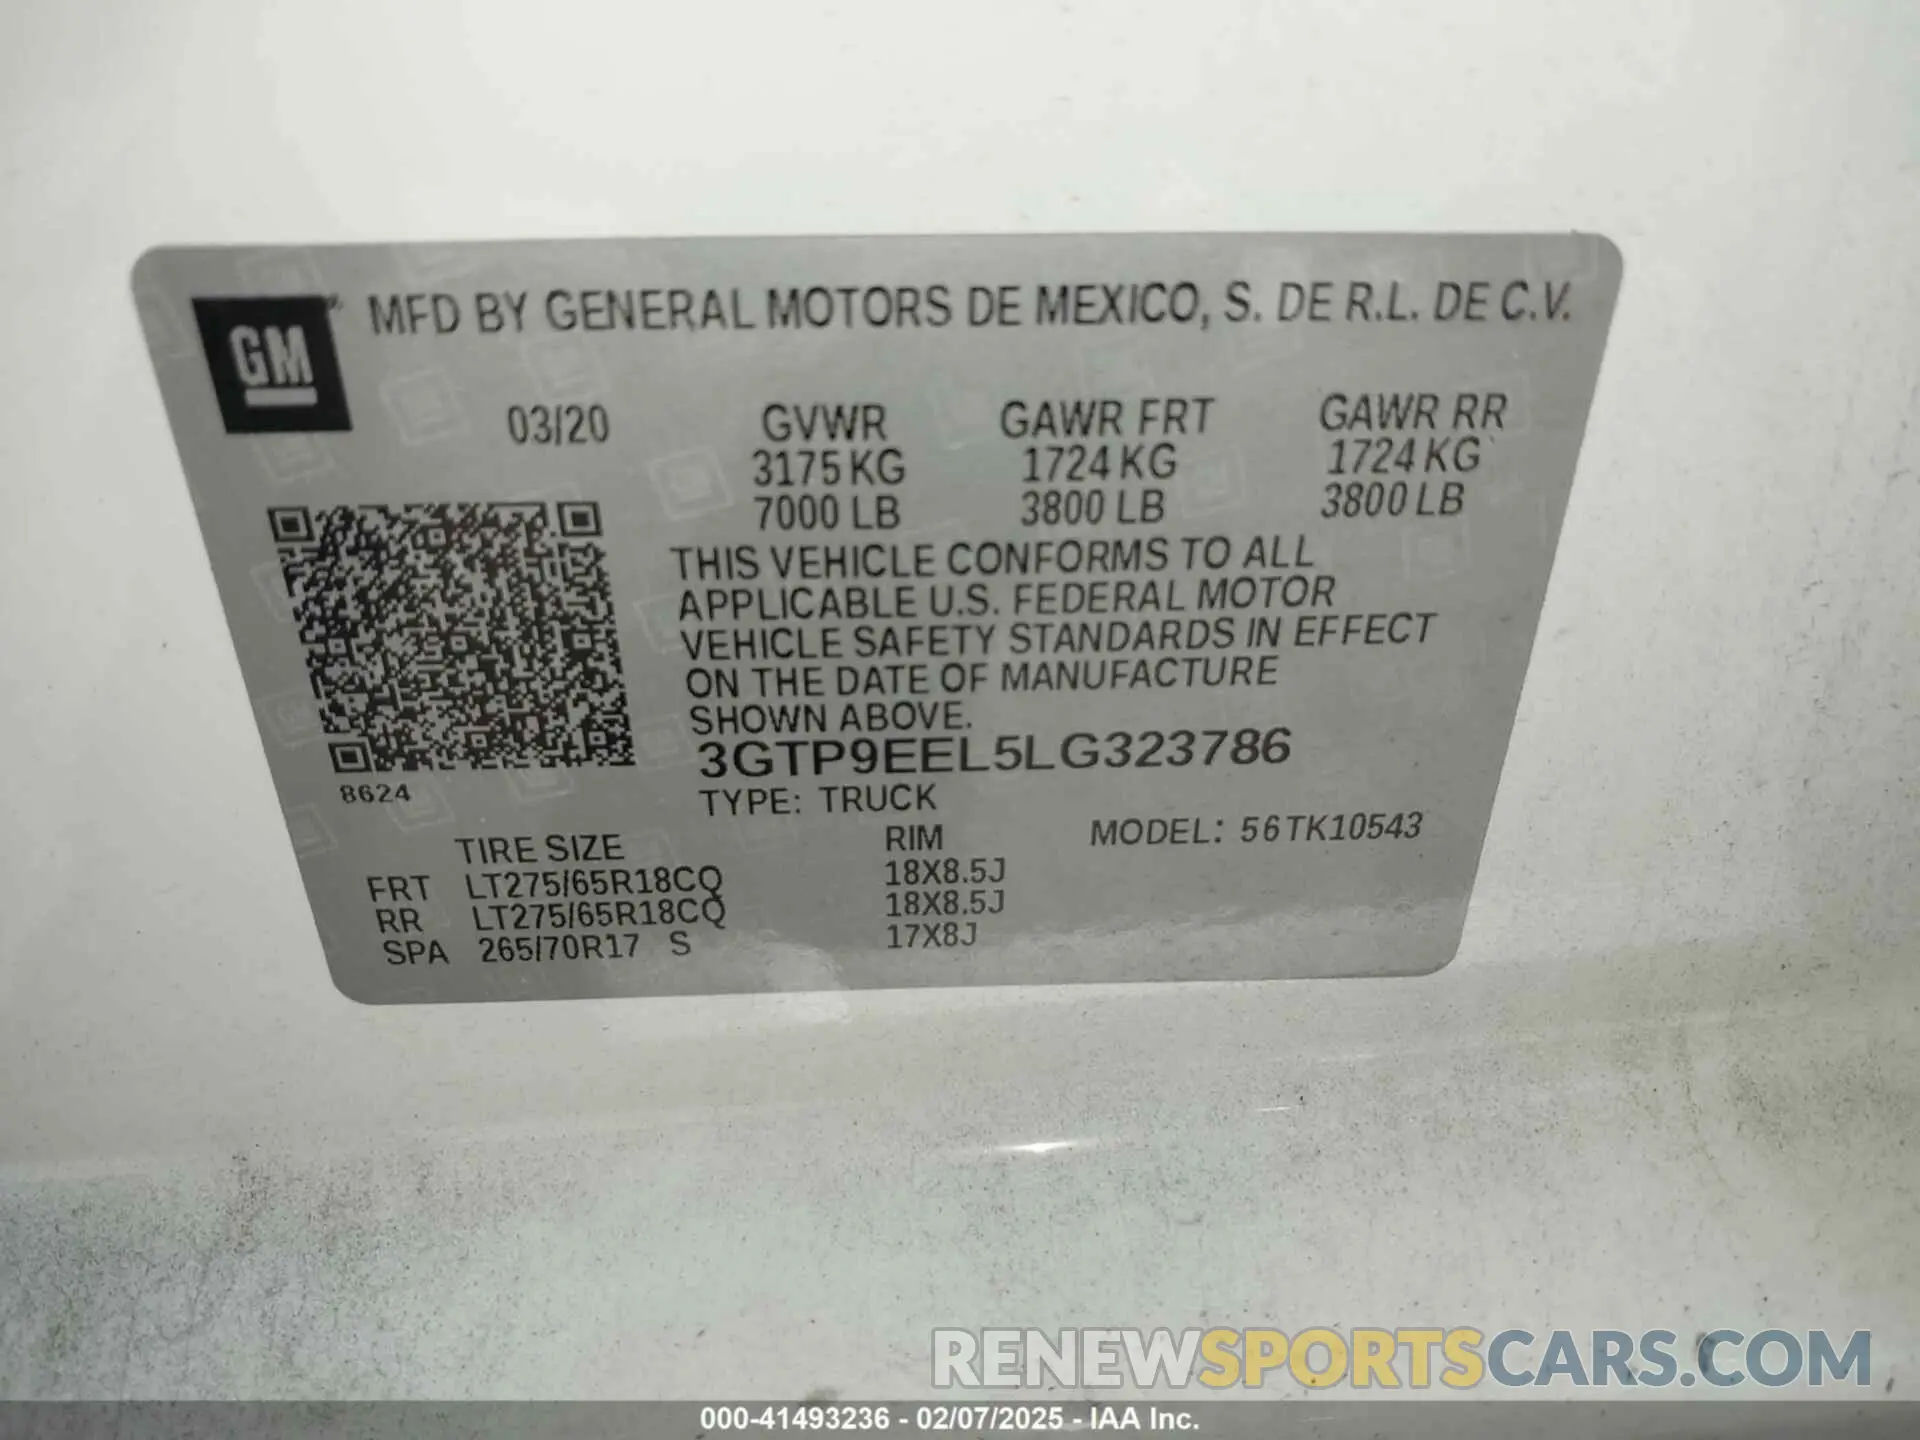 GM
MFD BY GENERAL MOTORS DE MEXICO, S. DE R.L. DE C.V.
03/20 GVWR GAWR FRT GAWR RR
3175 KG 1724 KG 1724 KG
7000 LB 3800 LB 3800 LB
THIS VEHICLE CONFORMS TO ALL
APPLICABLE U.S. FEDERAL MOTOR
VEHICLE SAFETY STANDARDS IN EFFECT
ON THE DATE OF MANUFACTURE
SHOWN ABOVE.
3GTP9EEL5LG323786
8624
TYPE: TRUCK
TIRE SIZE RIM MODEL: 56TK10543
FRT LT275/65R18CQ 18X8.5J
RR LT275/65R18CQ 18X8.5J
SPA 265/70R17 S 17X8J
RENEWSPORTSCARS.COM
000-41493236 - 02/07/2025 - IAA Inc.